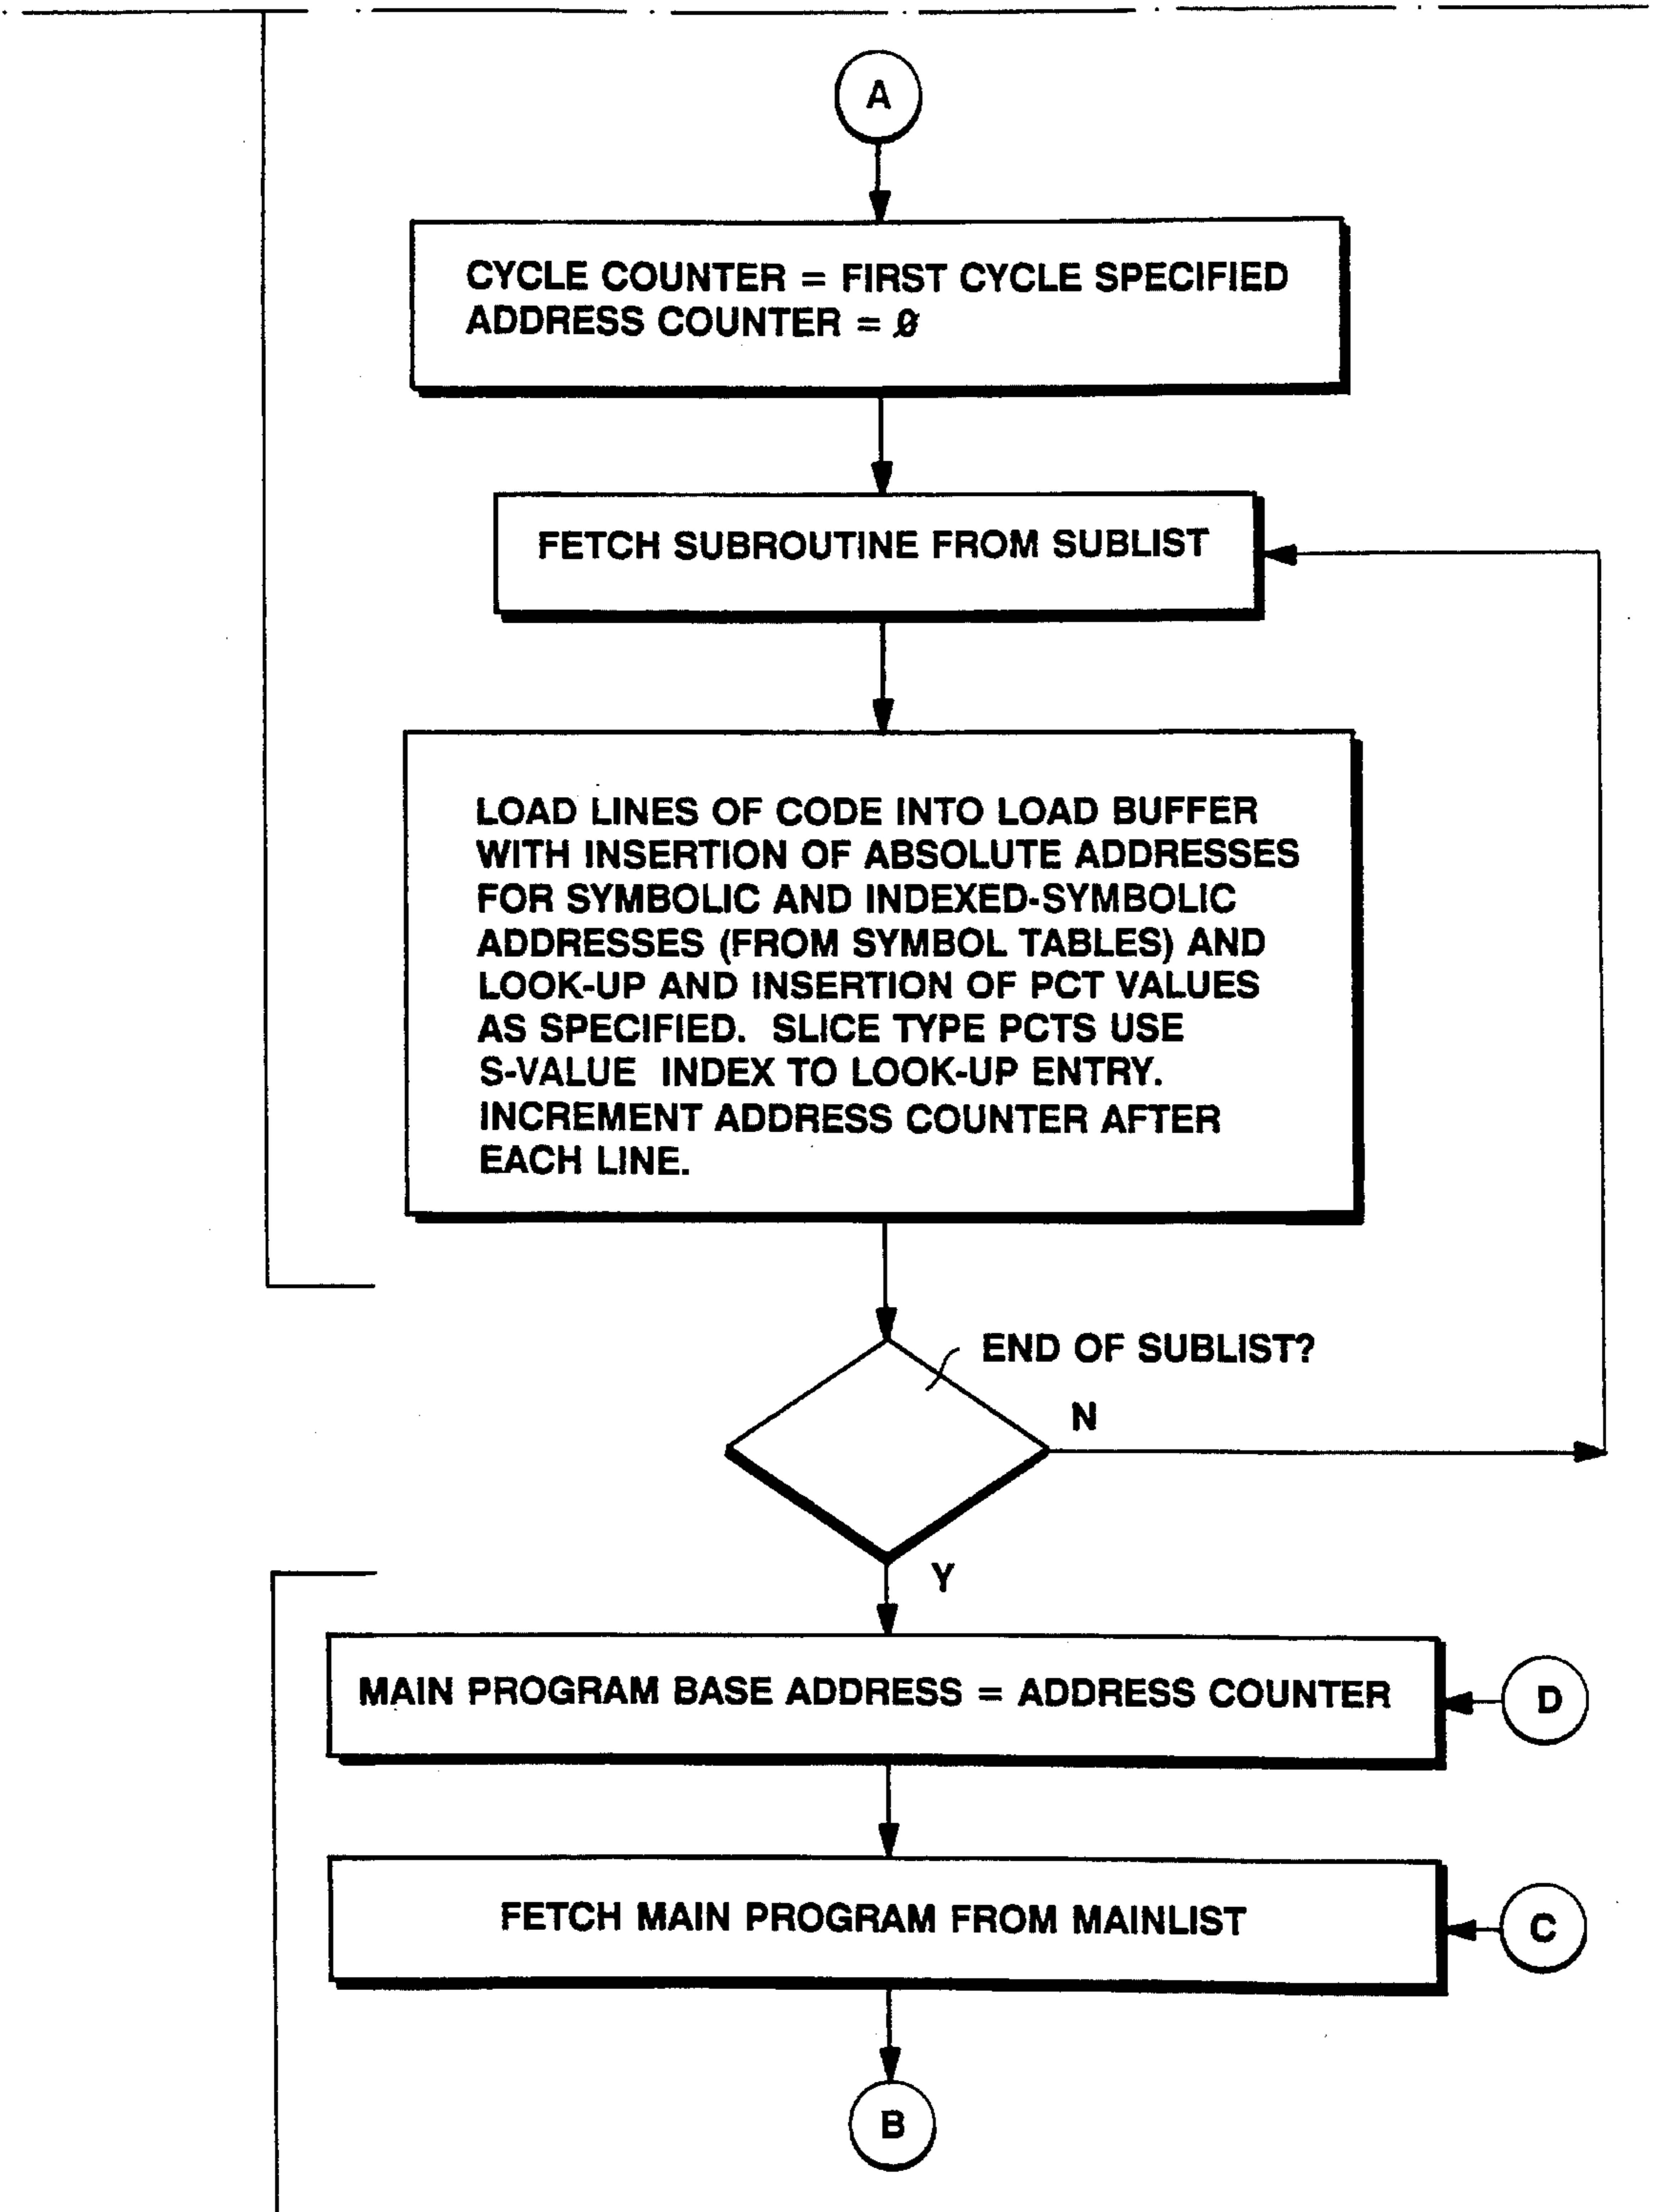 A
CYCLE COUNTER = FIRST CYCLE SPECIFIED
ADDRESS COUNTER = 0
FETCH SUBROUTINE FROM SUBLIST
LOAD LINES OF CODE INTO LOAD BUFFER
WITH INSERTION OF ABSOLUTE ADDRESSES
FOR SYMBOLIC AND INDEXED-SYMBOLIC
ADDRESSES (FROM SYMBOL TABLES) AND
LOOK-UP AND INSERTION OF PCT VALUES
AS SPECIFIED. SLICE TYPE PCTS USE
S-VALUE INDEX TO LOOK-UP ENTRY.
INCREMENT ADDRESS COUNTER AFTER
EACH LINE.
END OF SUBLIST?
N
Y
MAIN PROGRAM BASE ADDRESS = ADDRESS COUNTER
D
FETCH MAIN PROGRAM FROM MAINLIST
C
B